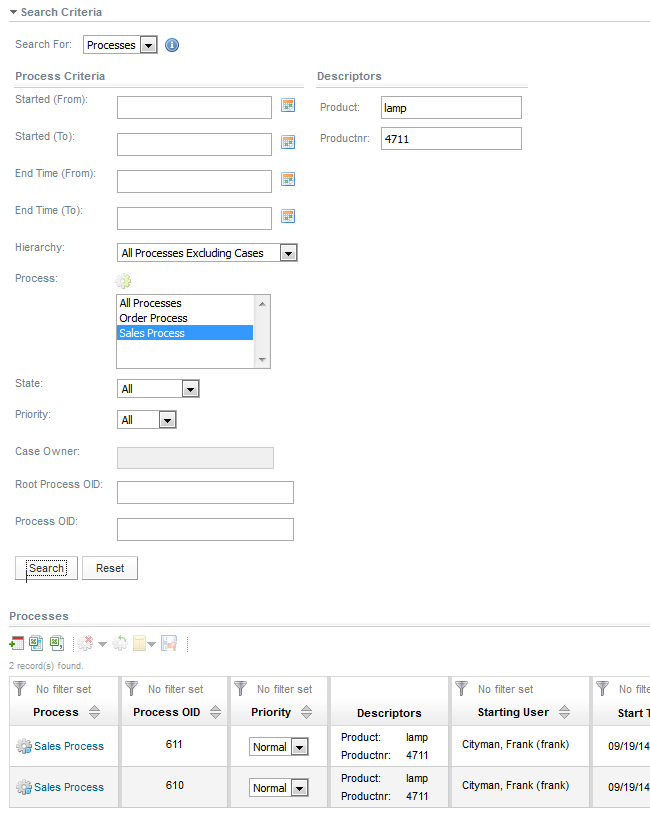 Search Criteria
Search For: Processes
Process Criteria Descriptors
Started (From): Product: lamp
Started (To): Productnr: 4711
End Time (From):
End Time (To):
Hierarchy: All Processes Excluding Cases
Process:
All Processes
Order Process
Sales Process
State: All
Priority: All
Case Owner:
Root Process OID:
Process OID:
Search Reset
Processes
2 record(s) found.
No filter set No filter set No filter set No filter set No filte
Process Process OID Priority Descriptors Starting User Start T
Sales Process 611 Normal Product: lamp Cityman, Frank (frank) 09/19/14
Productnr: 4711
Sales Process 610 Normal Product: lamp Cityman, Frank (frank) 09/19/14
Productnr: 4711